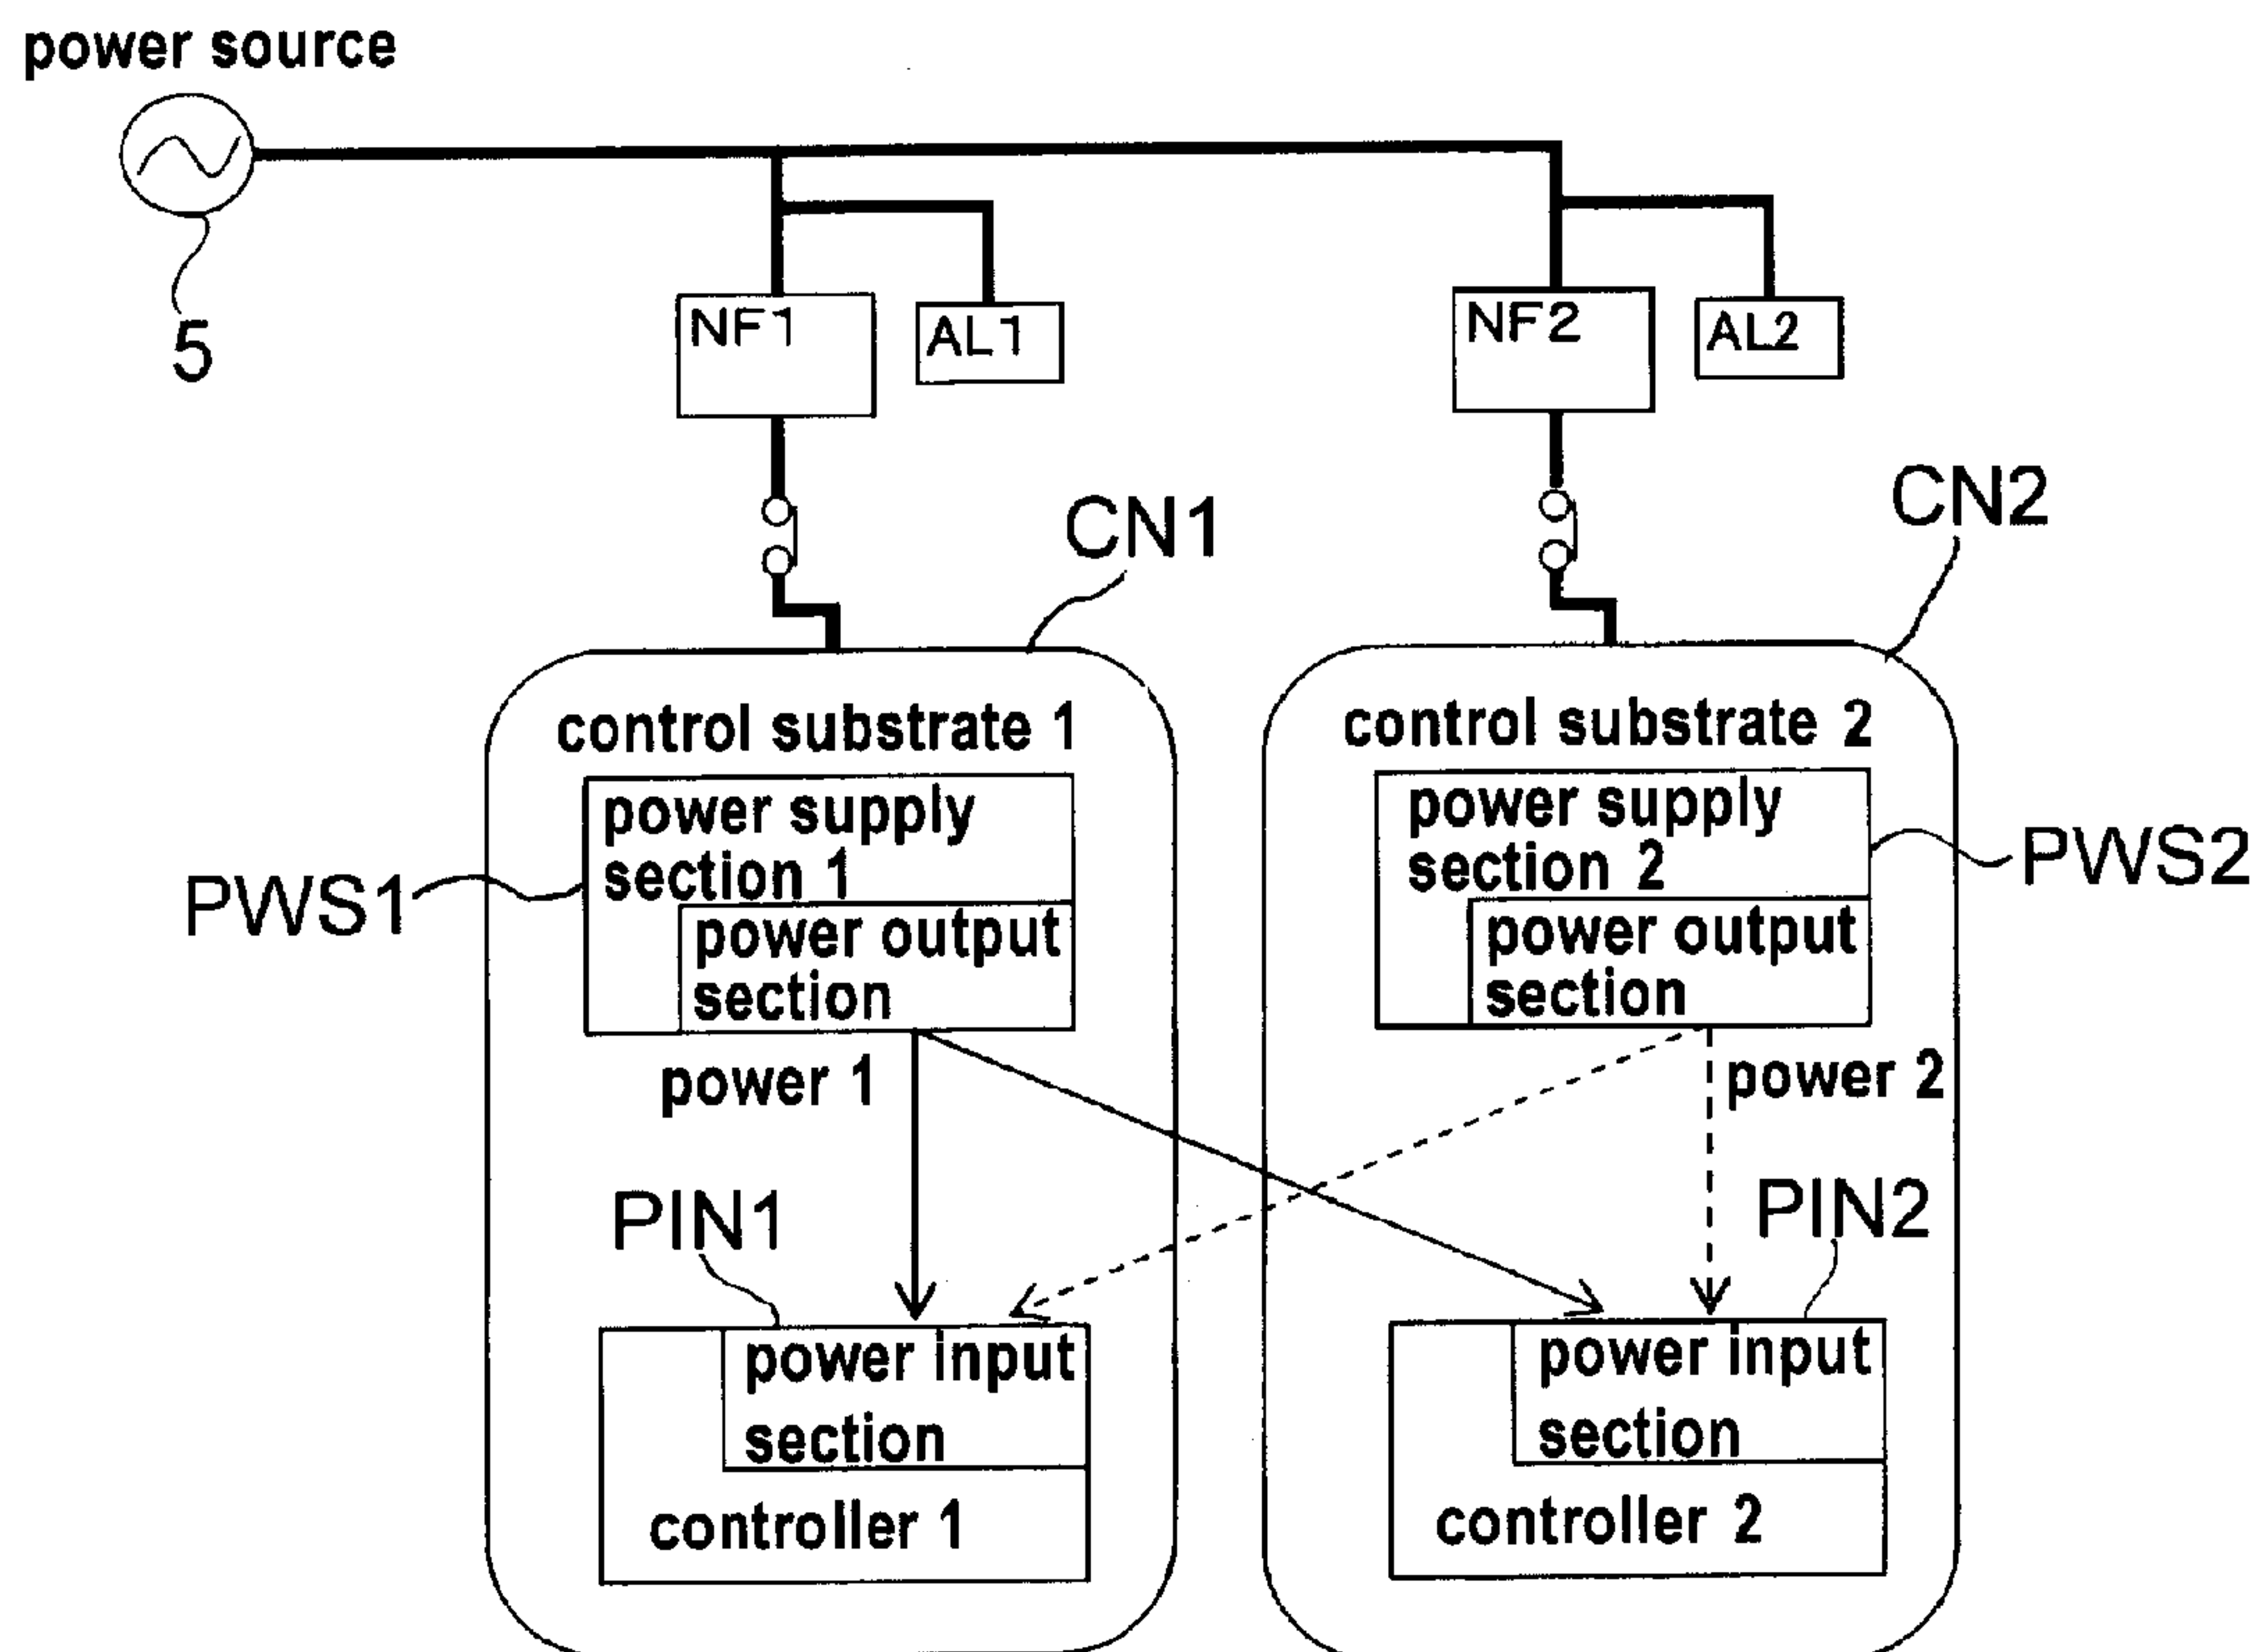 power source
5
NF1
AL1
NF2
AL2
CN1
CN2
control substrate 1
power supply
section 1
power output
section
PWS1
power 1
PIN1
power input
section
controller 1
control substrate 2
power supply
section 2
power output
section
PWS2
power 2
PIN2
power input
section
controller 2